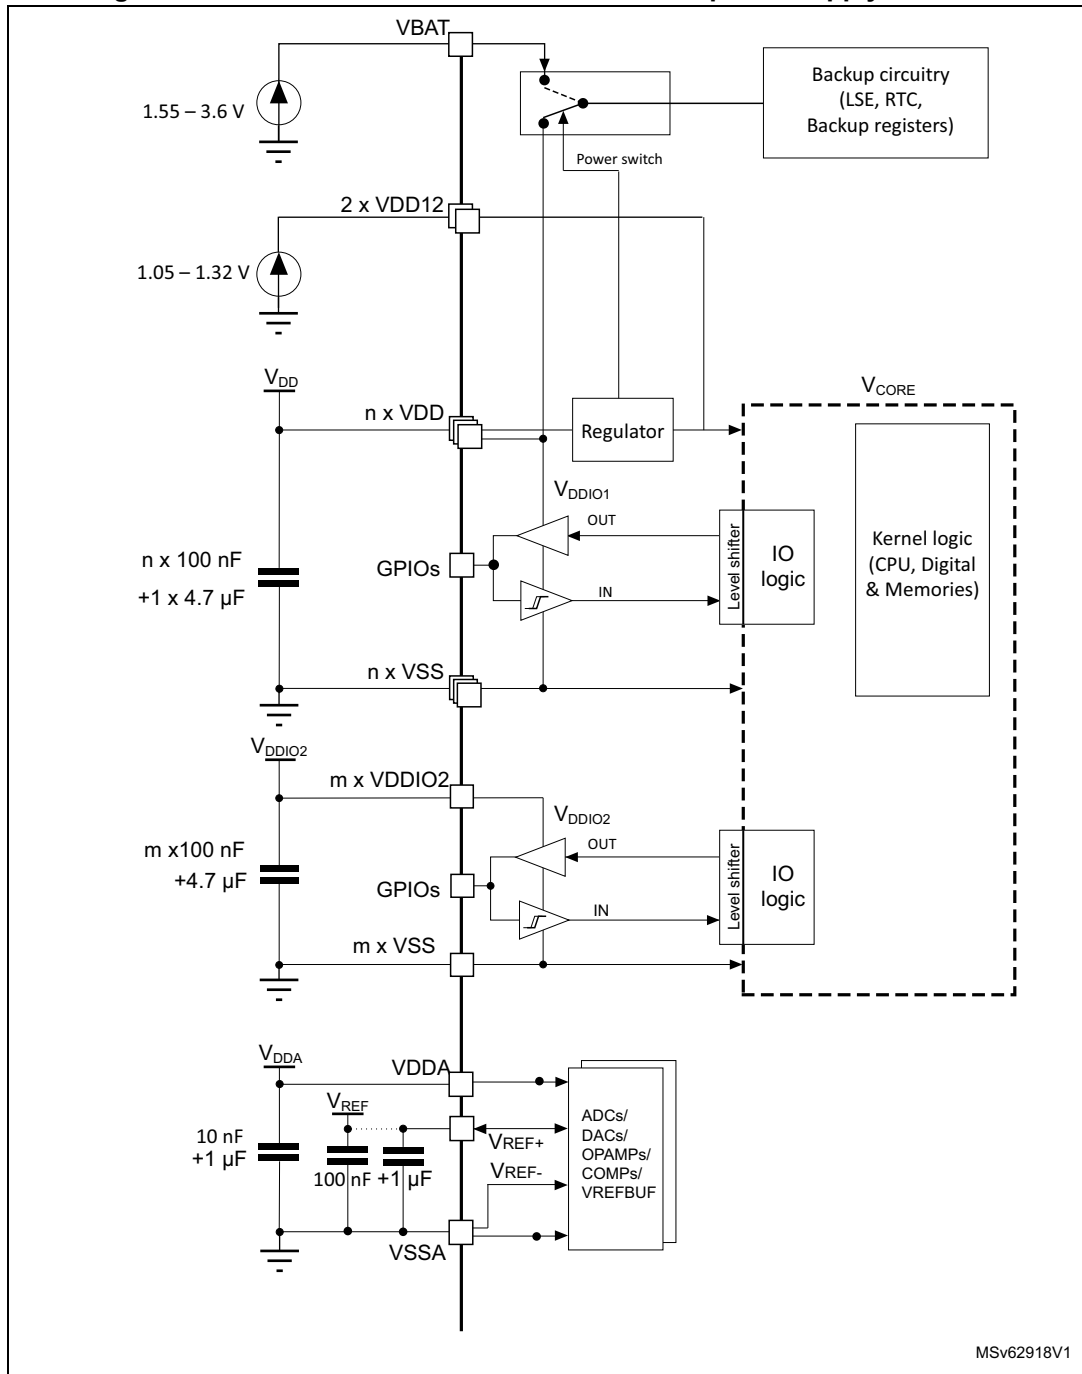 VBAT
1.55 – 3.6 V
Backup circuitry
(LSE, RTC,
Backup registers)
Power switch
2 x VDD12
1.05 – 1.32 V
VDD
n x VDD
Regulator
VCORE
VDDIO1
OUT
IN
Level shifter
IO
logic
Kernel logic
(CPU, Digital
& Memories)
GPIOs
n x 100 nF
+1 x 4.7 µF
n x VSS
VDDIO2
m x VDDIO2
VDDIO2
OUT
IN
Level shifter
IO
logic
m x100 nF
+4.7 µF
GPIOs
m x VSS
VDDA
VDDA
VREF
10 nF
+1 µF
100 nF +1 µF
VREF+
VREF-
ADCs/
DACs/
OPAMPs/
COMPs/
VREFBUF
VSSA
MSv62918V1